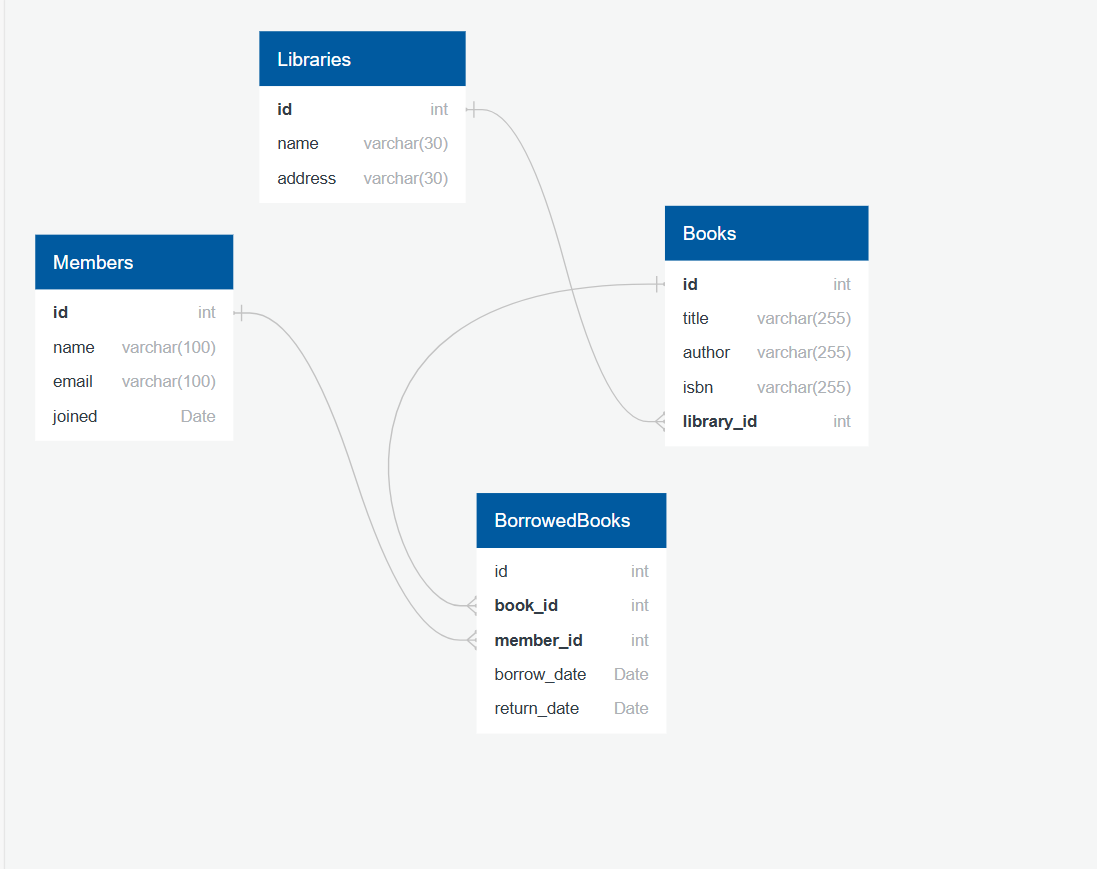 Libraries
id int
name varchar(30)
address varchar(30)
Members
id int
name varchar(100)
email varchar(100)
joined Date
Books
id int
title varchar(255)
author varchar(255)
isbn varchar(255)
library_id int
BorrowedBooks
id int
book_id int
member_id int
borrow_date Date
return_date Date